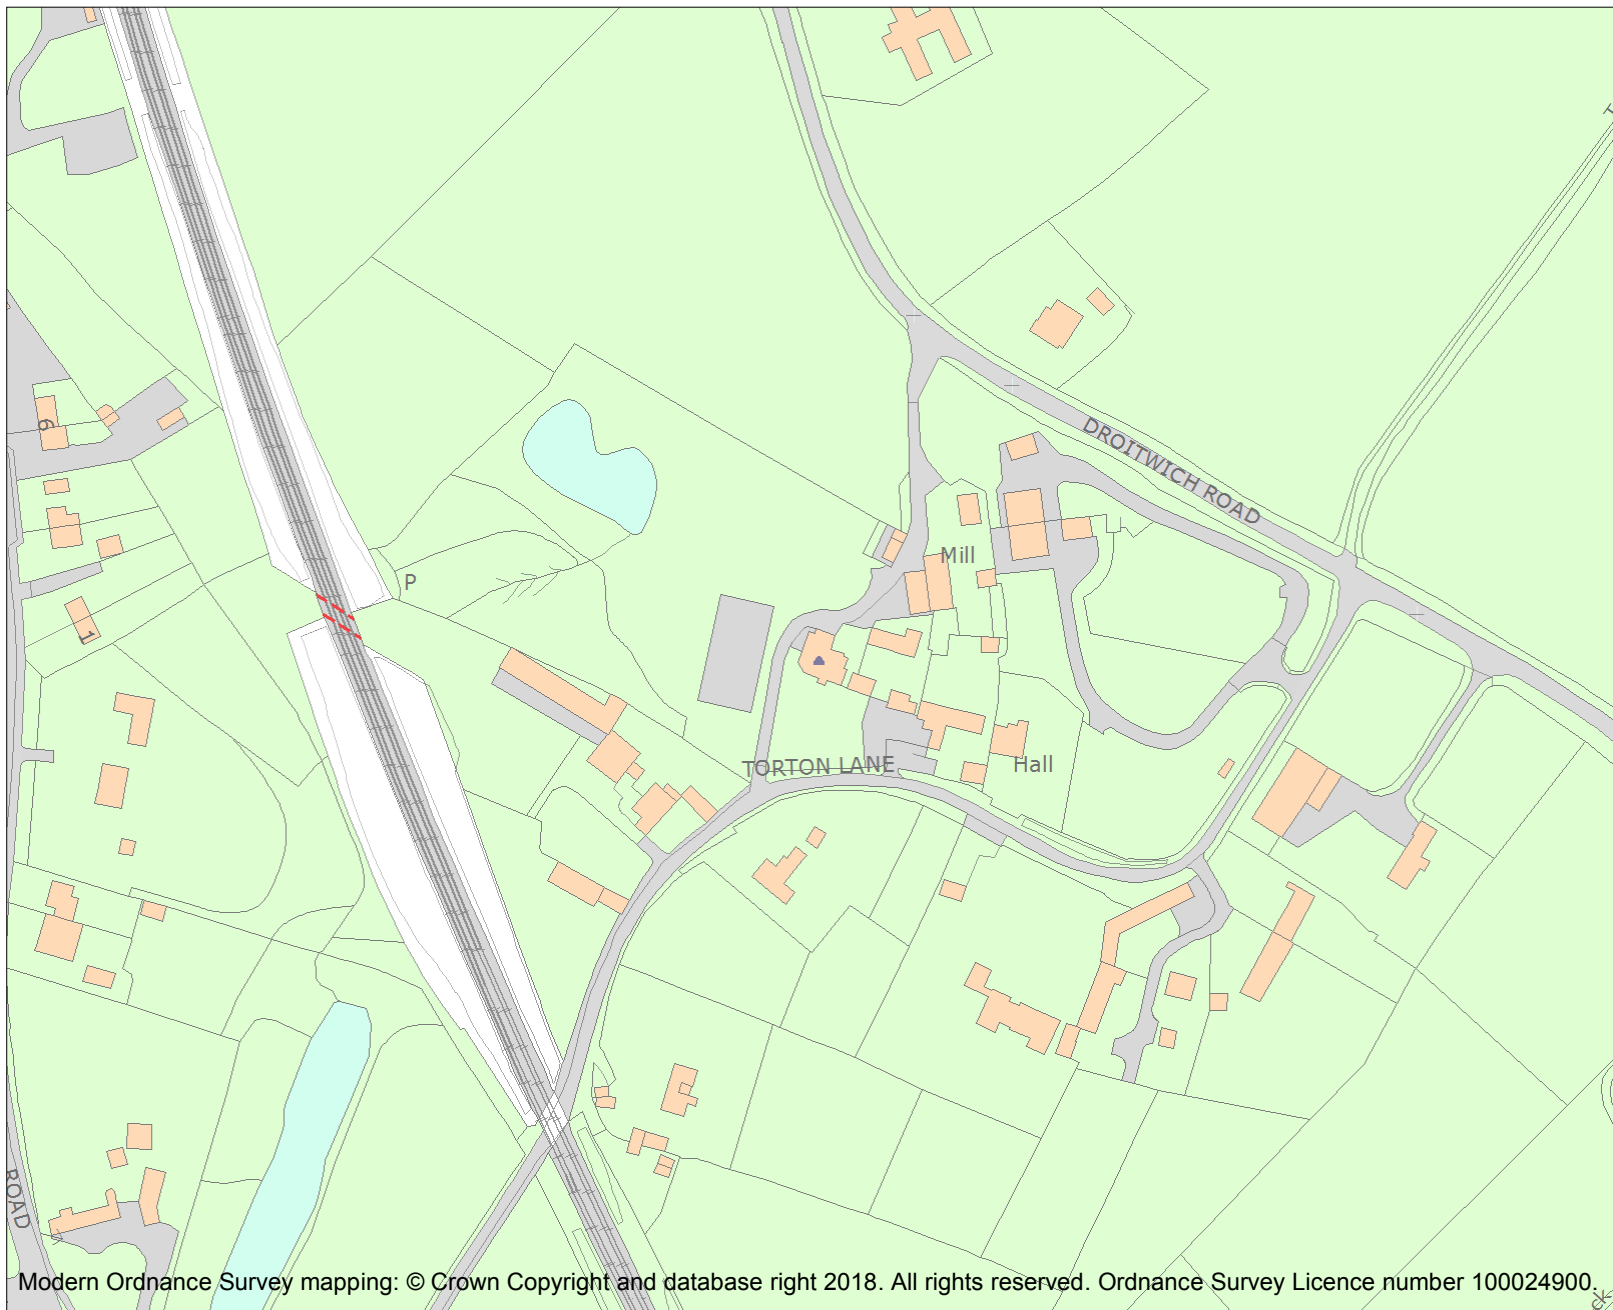 DROITWICH ROAD
6
Mill
P
1
TORTON LANE
Hall
ROAD
Modern Ordnance Survey mapping: © Crown Copyright and database right 2018. All rights reserved. Ordnance Survey Licence number 100024900.